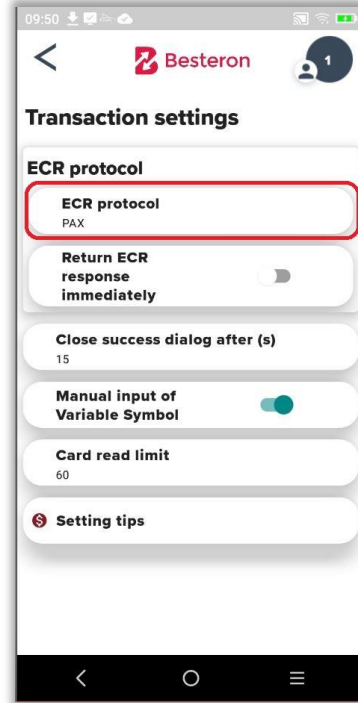 09:50
Besteron
1
Transaction settings
ECR protocol
ECR protocol
PAX
Return ECR
response
immediately
Close success dialog after (s)
15
Manual input of
Variable Symbol
Card read limit
60
Setting tips